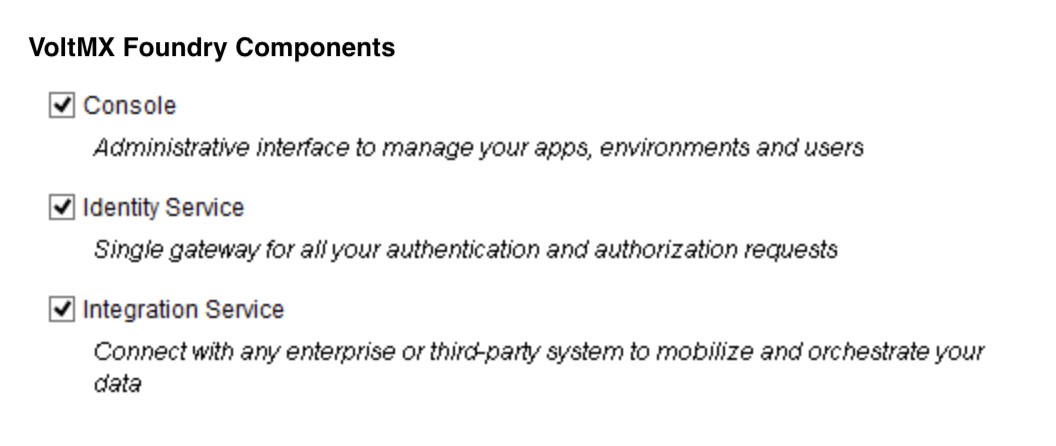 VoltMX Foundry Components
Console
Administrative interface to manage your apps, environments and users
Identity Service
Single gateway for all your authentication and authorization requests
Integration Service
Connect with any enterprise or third-party system to mobilize and orchestrate your
data